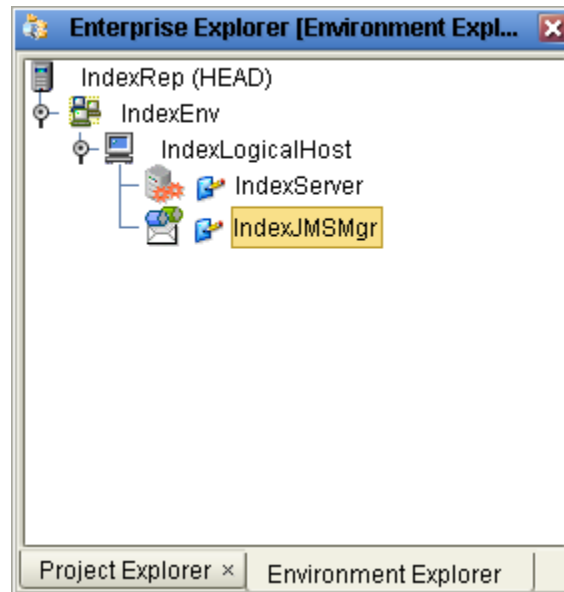 Enterprise Explorer [Environment Expl...
IndexRep (HEAD)
IndexEnv
IndexLogicalHost
IndexServer
IndexJMSMgr
Project Explorer × Environment Explorer